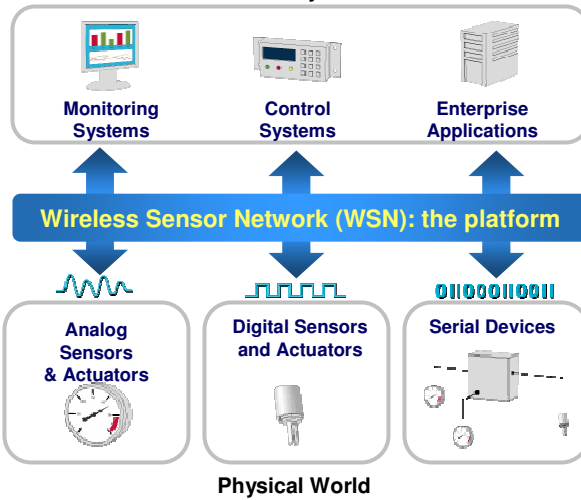 Monitoring
Systems
Control
Systems
Enterprise
Applications
Wireless Sensor Network (WSN): the platform
011000110011
Analog
Sensors
& Actuators
Digital Sensors
and Actuators
Serial Devices
Physical World